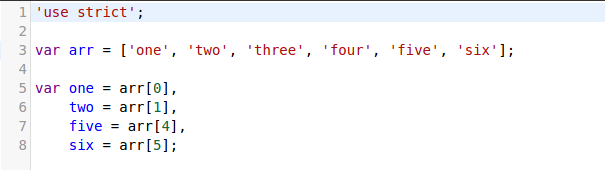 1 'use strict';
2
3 var arr = ['one', 'two', 'three', 'four', 'five', 'six'];
4
5 var one = arr[0],
6     two = arr[1],
7     five = arr[4],
8     six = arr[5];